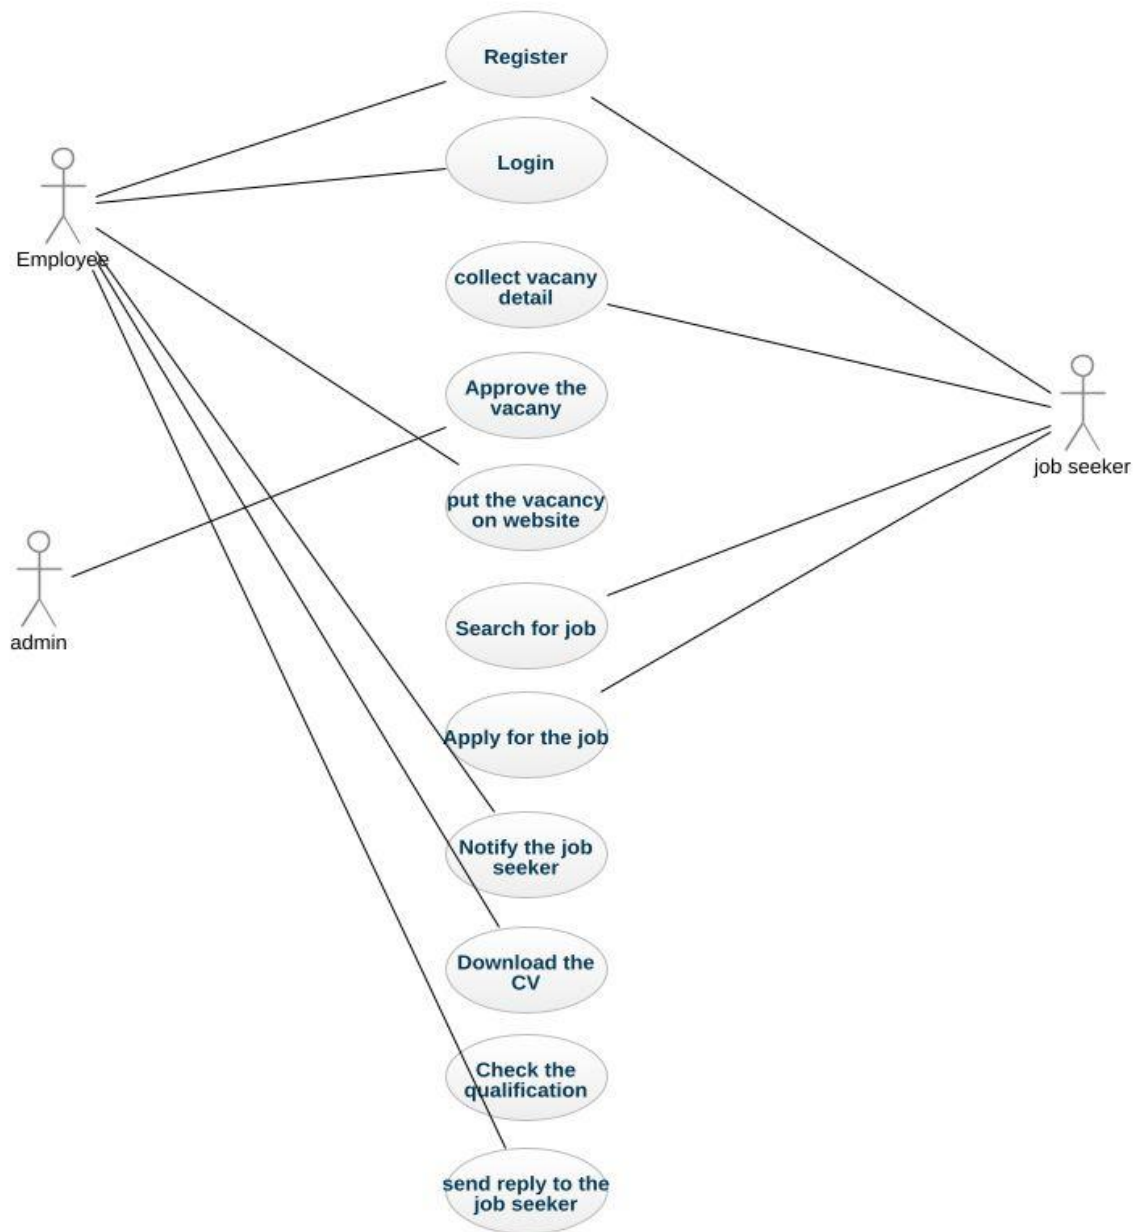 Register
Login
Employee
collect vacany
detail
Approve the
vacany
job seeker
put the vacancy
on website
admin
Search for job
Apply for the job
Notify the job
seeker
Download the
CV
Check the
qualification
send reply to the
job seeker